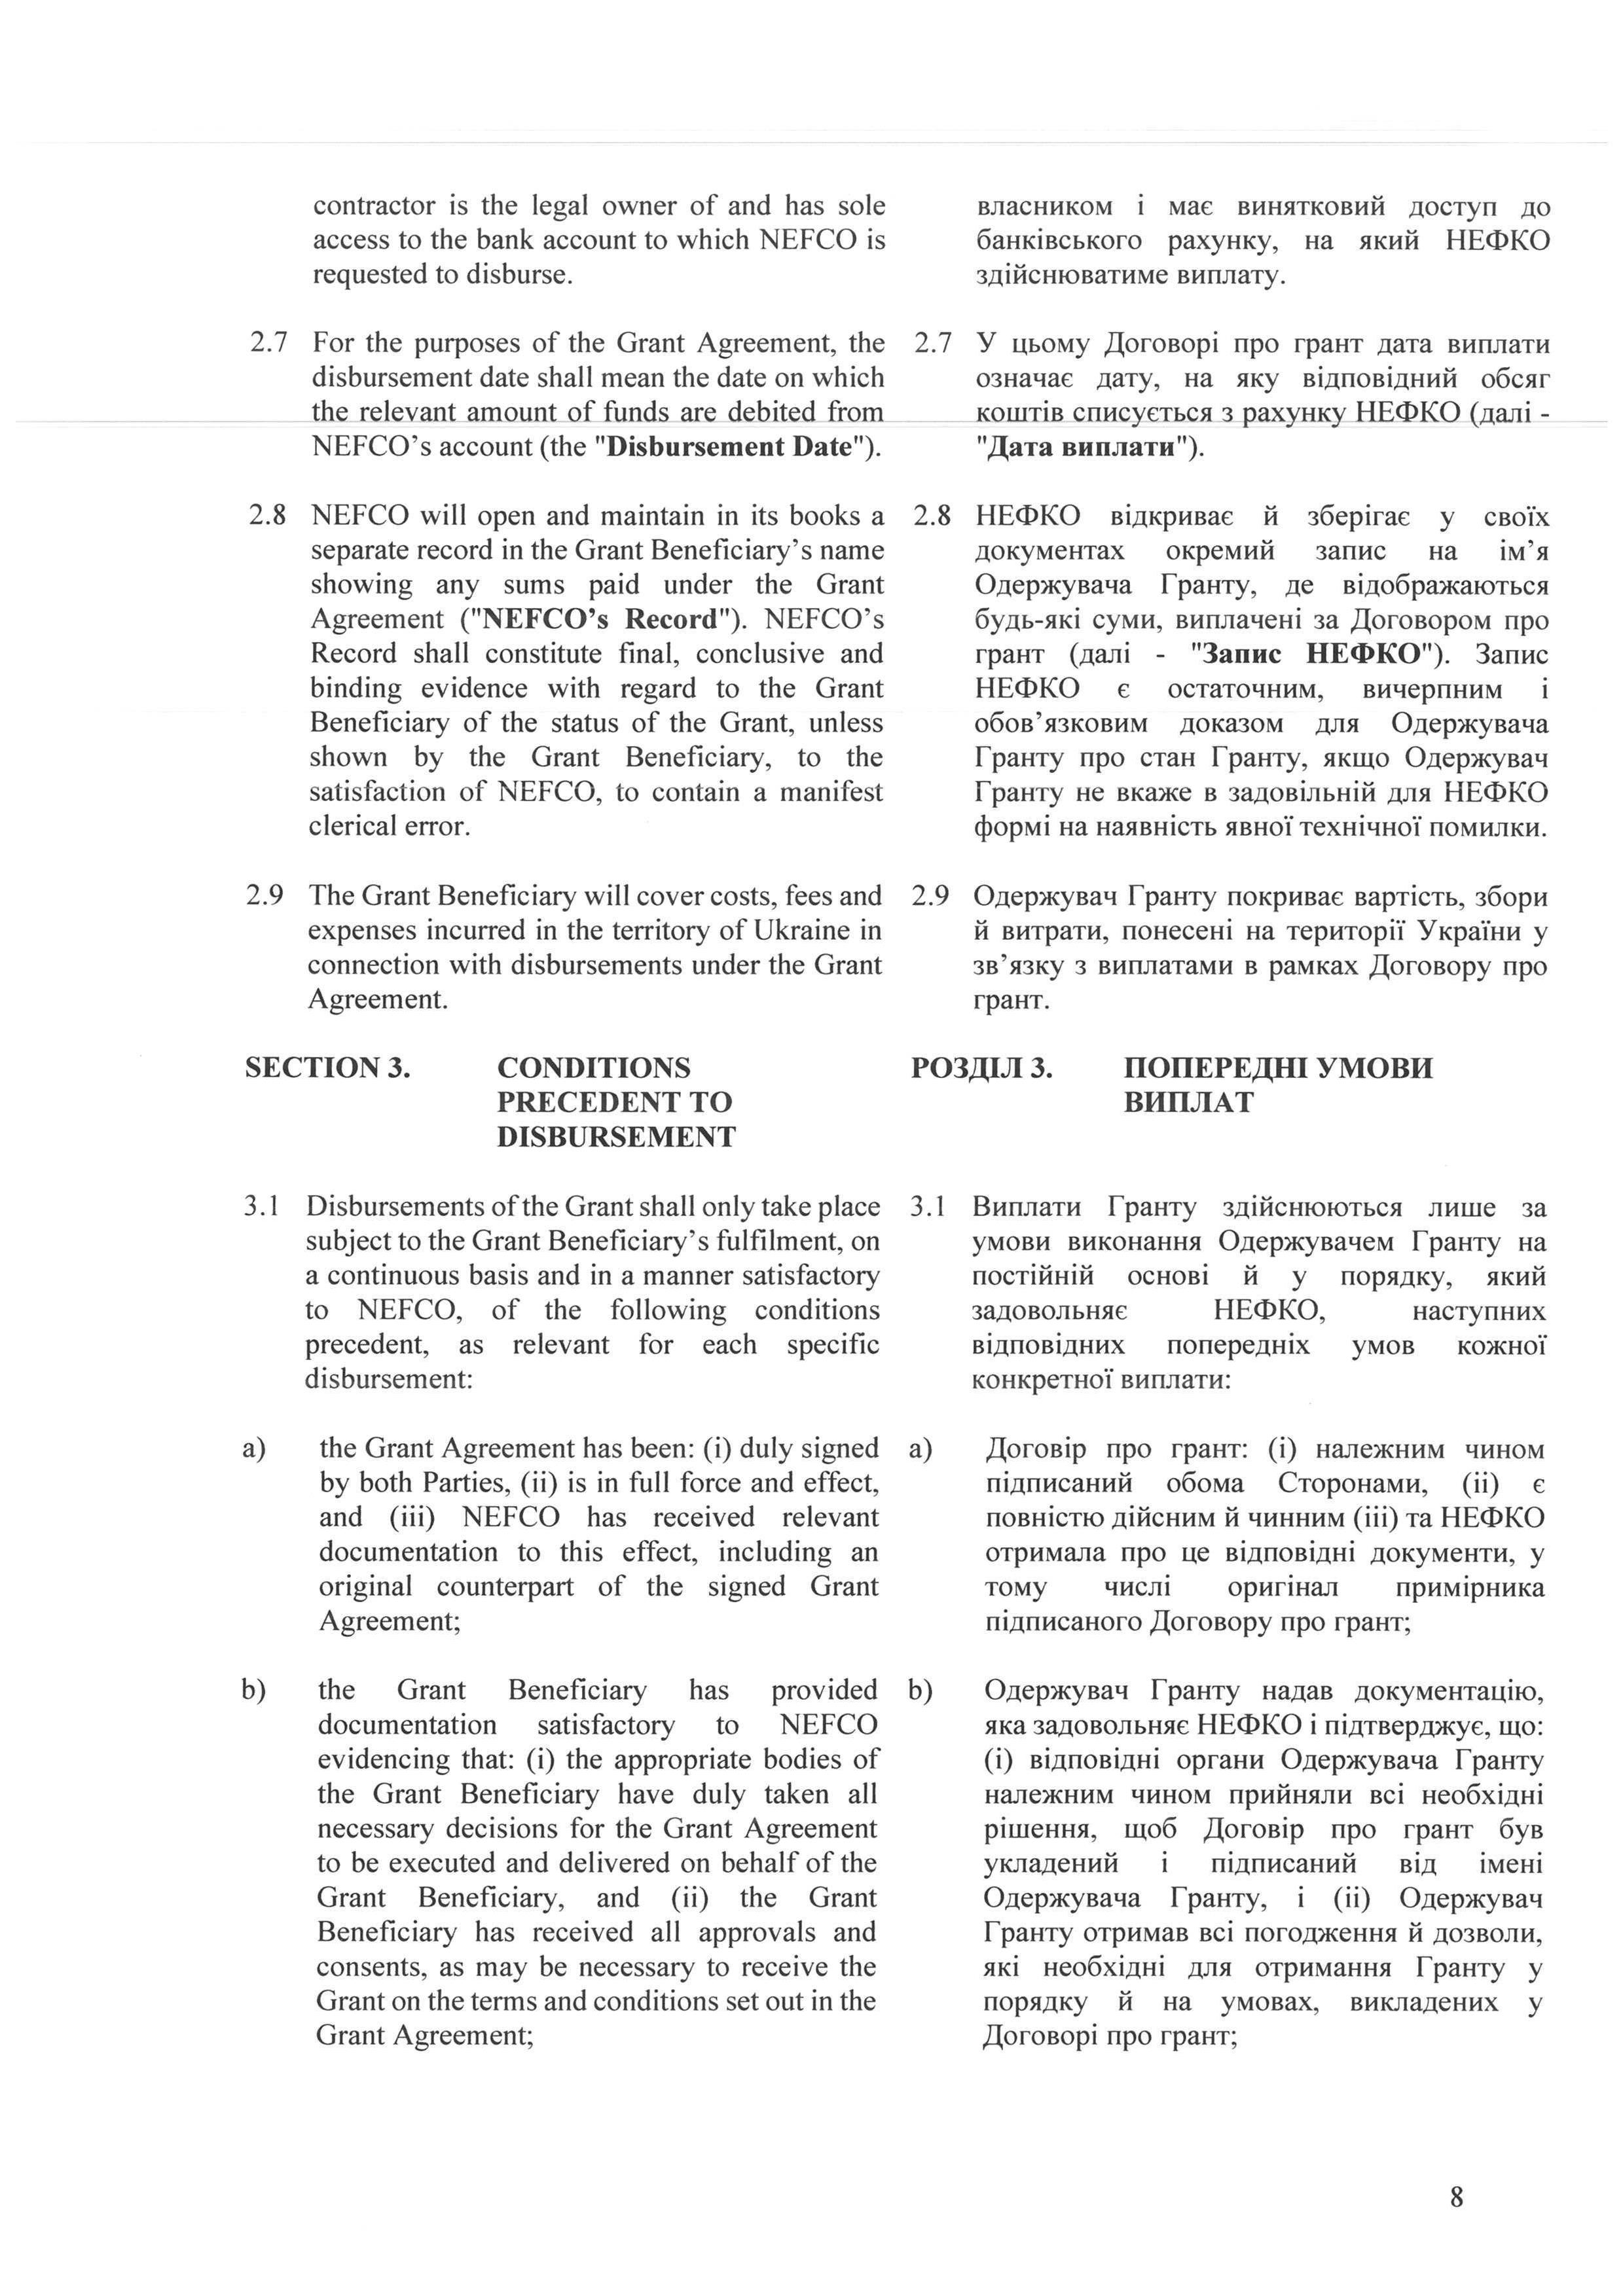 contractor is the legal owner of and has sole
access to the bank account to which NEFCO is
requested to disburse.
2.7 For the purposes of the Grant Agreement, the
disbursement date shall mean the date on which
the relevant amount of funds are debited from
NEFCO’s account (the "Disbursement Date").
2.8 NEFCO will open and maintain in its books a
separate record in the Grant Beneficiary’s name
showing any sums paid under the Grant
Agreement ("NEFCO’s Record"). NEFCO’s
Record shall constitute final, conclusive and
binding evidence with regard to the Grant
Beneficiary of the status of the Grant, unless
shown by the Grant Beneficiary, to the
satisfaction of NEFCO, to contain a manifest
clerical error.
2.9 The Grant Beneficiary will cover costs, fees and
expenses incurred in the territory of Ukraine in
connection with disbursements under the Grant
Agreement.
SECTION 3. CONDITIONS
PRECEDENT TO
DISBURSEMENT
3.1 Disbursements of the Grant shall only take place
subject to the Grant Beneficiary’s fulfilment, on
a continuous basis and in a manner satisfactory
to NEFCO, of the following conditions
precedent, as relevant for each specific
disbursement:
a) the Grant Agreement has been: (i) duly signed
by both Parties, (ii) is in full force and effect,
and (iii) NEFCO has received relevant
documentation to this effect, including an
original counterpart of the signed Grant
Agreement;
b) the Grant Beneficiary has provided
documentation satisfactory to NEFCO
evidencing that: (i) the appropriate bodies of
the Grant Beneficiary have duly taken all
necessary decisions for the Grant Agreement
to be executed and delivered on behalf of the
Grant Beneficiary, and (ii) the Grant
Beneficiary has received all approvals and
consents, as may be necessary to receive the
Grant on the terms and conditions set out in the
Grant Agreement;
власником і має винятковий доступ до
банківського рахунку, на який НЕФКО
здійснюватиме виплату.
2.7 У цьому Договорі про грант дата виплати
означає дату, на яку відповідний обсяг
коштів списується з рахунку НЕФКО (далі -
"Дата виплати").
2.8 НЕФКО відкриває й зберігає у своїх
документах окремий запис на ім’я
Одержувача Гранту, де відображаються
будь-які суми, виплачені за Договором про
грант (далі - "Запис НЕФКО"). Запис
НЕФКО є остаточним, вичерпним і
обов’язковим доказом для Одержувача
Гранту про стан Гранту, якщо Одержувач
Гранту не вкаже в задовільній для НЕФКО
формі на наявність явної технічної помилки.
2.9 Одержувач Гранту покриває вартість, збори
й витрати, понесені на території України у
зв’язку з виплатами в рамках Договору про
грант.
РОЗДІЛ 3. ПОПЕРЕДНІ УМОВИ
ВИПЛАТ
3.1 Виплати Гранту здійснюються лише за
умови виконання Одержувачем Гранту на
постійній основі й у порядку, який
задовольняє НЕФКО, наступних
відповідних попередніх умов кожної
конкретної виплати:
a) Договір про грант: (i) належним чином
підписаний обома Сторонами, (ii) є
повністю дійсним й чинним (iii) та НЕФКО
отримала про це відповідні документи, у
тому числі оригінал примірника
підписаного Договору про грант;
b) Одержувач Гранту надав документацію,
яка задовольняє НЕФКО і підтверджує, що:
(i) відповідні органи Одержувача Гранту
належним чином прийняли всі необхідні
рішення, щоб Договір про грант був
укладений і підписаний від імені
Одержувача Гранту, і (ii) Одержувач
Гранту отримав всі погодження й дозволи,
які необхідні для отримання Гранту у
порядку й на умовах, викладених у
Договорі про грант;
8